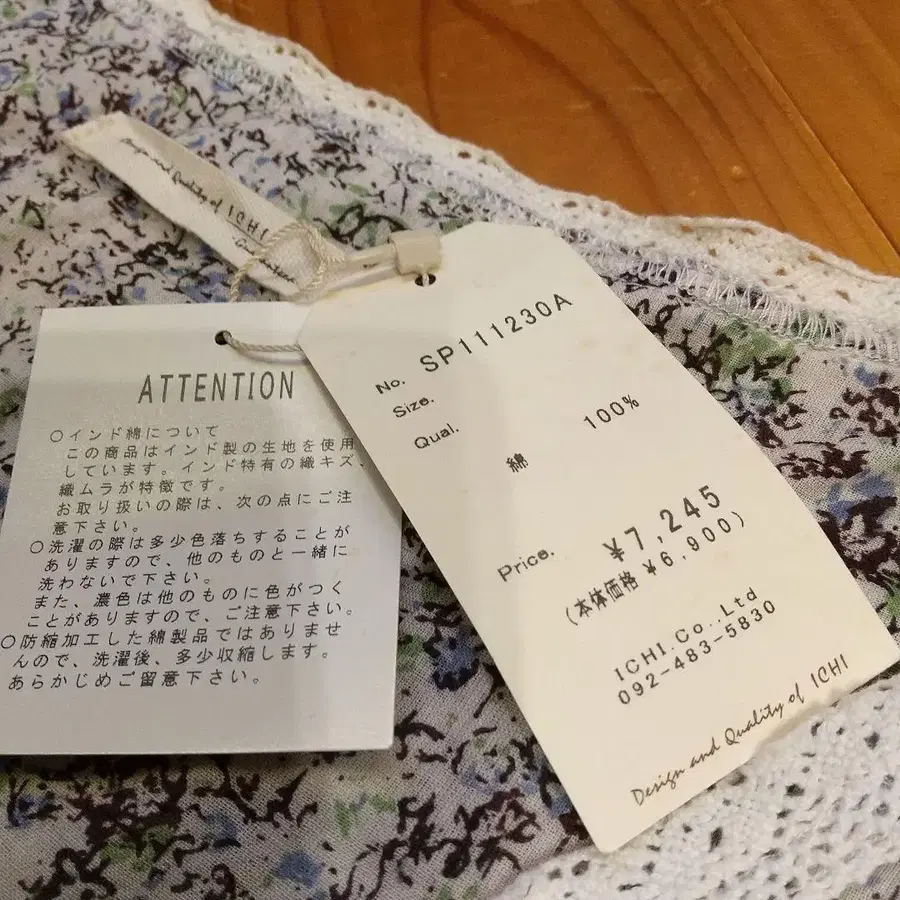 Design and Quality of ICHI
ATTENTION
○インド綿について
この商品はインド製の生地を使用
しています。インド特有の織キズ、
織ムラが特徴です。
お取り扱いの際は、次の点にご注
意下さい。
○洗濯の際は多少色落ちすることが
ありますので、他のものと一緒に
洗わないで下さい。
また、濃色は他のものに色がつく
ことがありますので、ご注意下さい。
○防縮加工した綿製品ではありませ
んので、洗濯後、多少収縮します。
あらかじめご留意下さい。
No. SP111230A
Size.
Qual.
綿 100%
Price. ¥7,245
(本体価格 ¥6,900)
ICHI.Co.,Ltd
092-483-5830
Design and Quality of ICHI